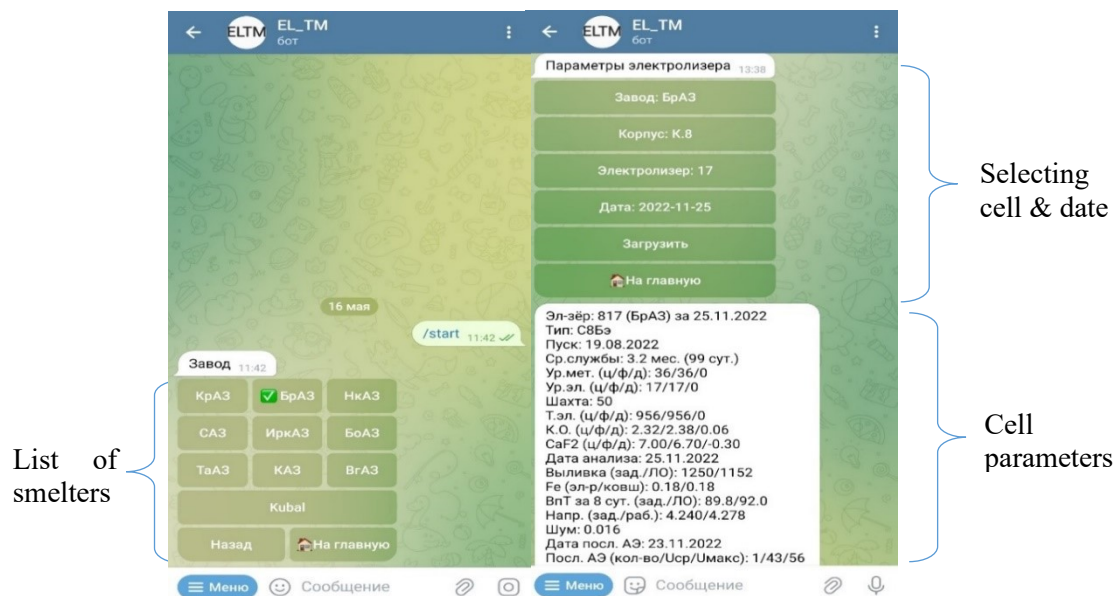 ELTM
EL_TM
бот
16 мая
/start 11:42
Завод 11:42
КрАЗ БрАЗ НкАЗ
САЗ ИркАЗ БоАЗ
ТаАЗ КАЗ ВгАЗ
Kubal
Назад На главную
Меню Сообщение
List of
smelters
ELTM
EL_TM
бот
Параметры электролизера 13:38
Завод: БрАЗ
Корпус: К.8
Электролизер: 17
Дата: 2022-11-25
Загрузить
На главную
Эл-зёр: 817 (БрАЗ) за 25.11.2022
Тип: С8Бэ
Пуск: 19.08.2022
Ср.службы: 3.2 мес. (99 сут.)
Ур.мет. (ц/ф/д): 36/36/0
Ур.эл. (ц/ф/д): 17/17/0
Шахта: 50
Т.эл. (ц/ф/д): 956/956/0
К.О. (ц/ф/д): 2.32/2.38/0.06
CaF2 (ц/ф/д): 7.00/6.70/-0.30
Дата анализа: 25.11.2022
Выливка (зад./ЛО): 1250/1152
Fe (эл-р/ковш): 0.18/0.18
ВпТ за 8 сут. (зад./ЛО): 89.8/92.0
Напр. (зад./раб.): 4.240/4.278
Шум: 0.016
Дата посл. АЭ: 23.11.2022
Посл. АЭ (кол-во/Uср/Uмакс): 1/43/56
Меню Сообщение
Selecting
cell & date
Cell
parameters